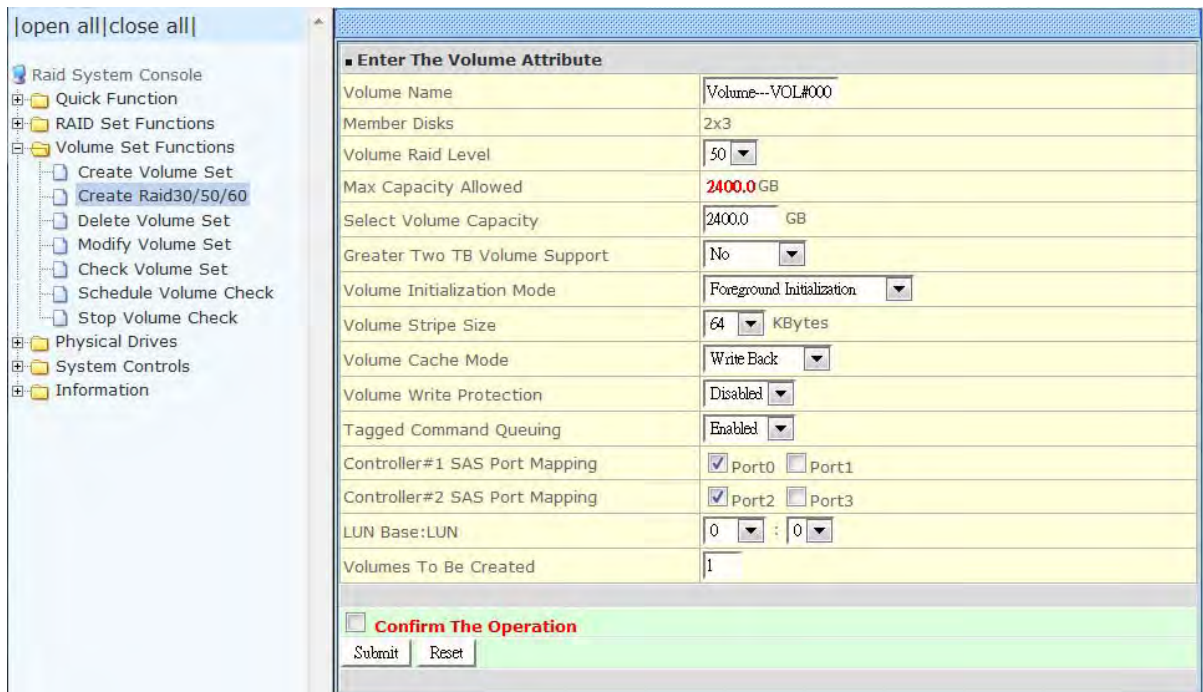 |open all|close all|
Raid System Console
Quick Function
RAID Set Functions
Volume Set Functions
Create Volume Set
Create Raid30/50/60
Delete Volume Set
Modify Volume Set
Check Volume Set
Schedule Volume Check
Stop Volume Check
Physical Drives
System Controls
Information
Enter The Volume Attribute
Volume Name Volume---VOL#000
Member Disks 2x3
Volume Raid Level 50
Max Capacity Allowed 2400.0 GB
Select Volume Capacity 2400.0 GB
Greater Two TB Volume Support No
Volume Initialization Mode Foreground Initialization
Volume Stripe Size 64 KBytes
Volume Cache Mode Write Back
Volume Write Protection Disabled
Tagged Command Queuing Enabled
Controller#1 SAS Port Mapping Port0 Port1
Controller#2 SAS Port Mapping Port2 Port3
LUN Base:LUN 0 : 0
Volumes To Be Created 1
Confirm The Operation
Submit Reset